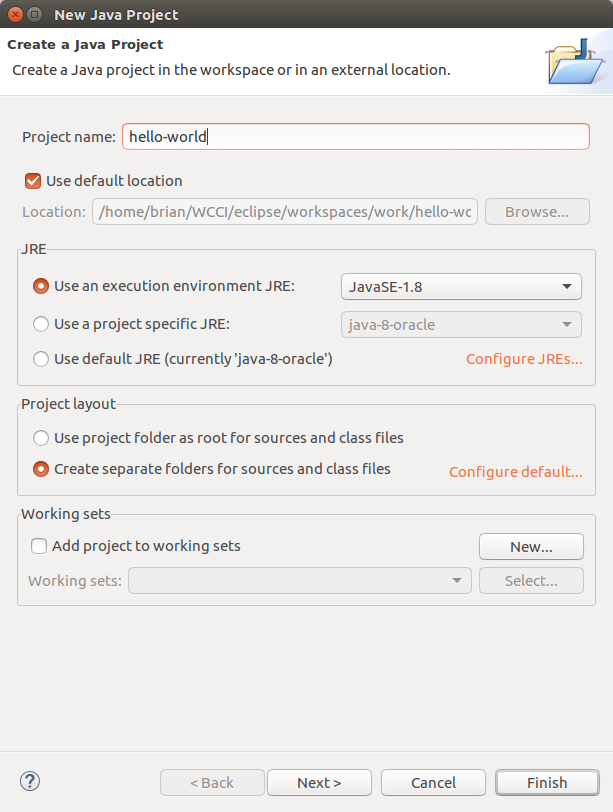 New Java Project
Create a Java Project
Create a Java project in the workspace or in an external location.
Project name: hello-world
Use default location
Location: /home/brian/WCCI/eclipse/workspaces/work/hello-wo
Browse...
JRE
Use an execution environment JRE: JavaSE-1.8
Use a project specific JRE: java-8-oracle
Use default JRE (currently 'java-8-oracle') Configure JREs...
Project layout
Use project folder as root for sources and class files
Create separate folders for sources and class files Configure default...
Working sets
Add project to working sets New...
Working sets: Select...
? < Back Next > Cancel Finish